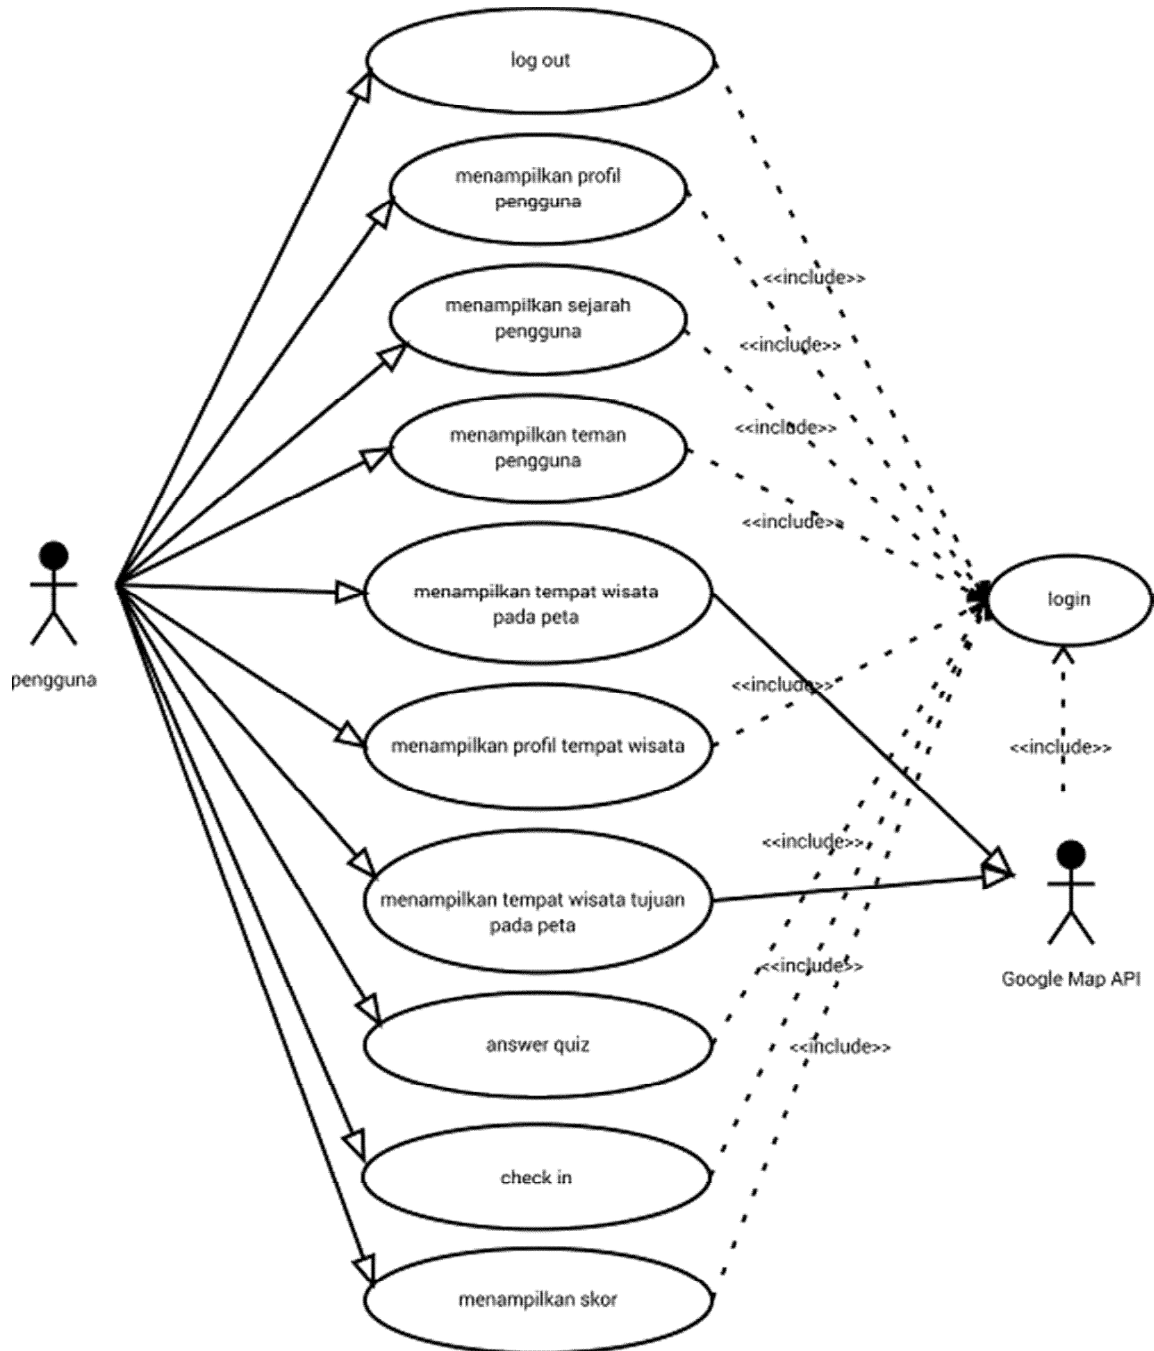 log out
menampilkan profil
pengguna
<<include>>
menampilkan sejarah
pengguna
<<include>>
<<include>>
menampilkan teman
pengguna
<<include>>
menampilkan tempat wisata
pada peta
login
pengguna
<<include>>
menampilkan profil tempat wisata
<<include>>
<<include>>
menampilkan tempat wisata tujuan
pada peta
<<include>>
Google Map API
answer quiz
<<include>>
check in
menampilkan skor